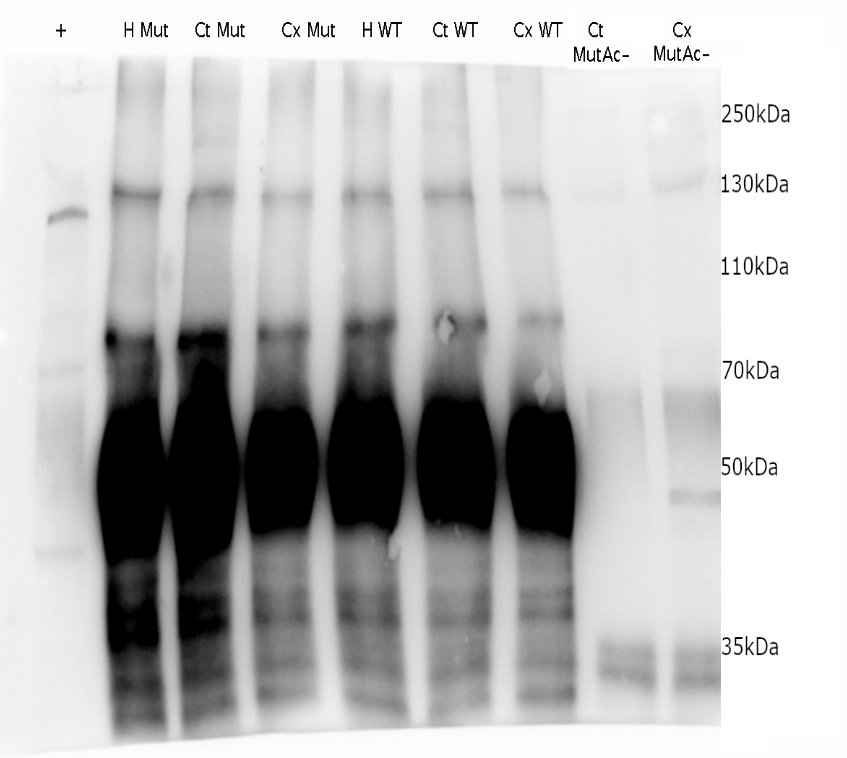 + H Mut Ct Mut Cx Mut H WT Ct WT Cx WT Ct Cx
MutAc- MutAc-
250kDa
130kDa
110kDa
70kDa
50kDa
35kDa